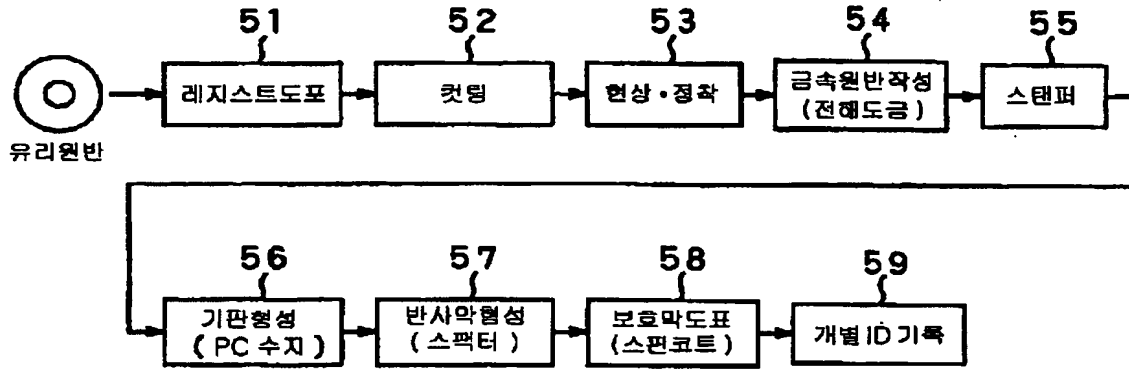 51
52
53
54
55
유리원반
레지스트도포
컷팅
현상·정착
금속원반작성
(전해도금)
스탬퍼
56
57
58
59
기판형성
(PC 수지)
반사막형성
(스팩터)
보호막도표
(스핀코트)
개별 ID 기록